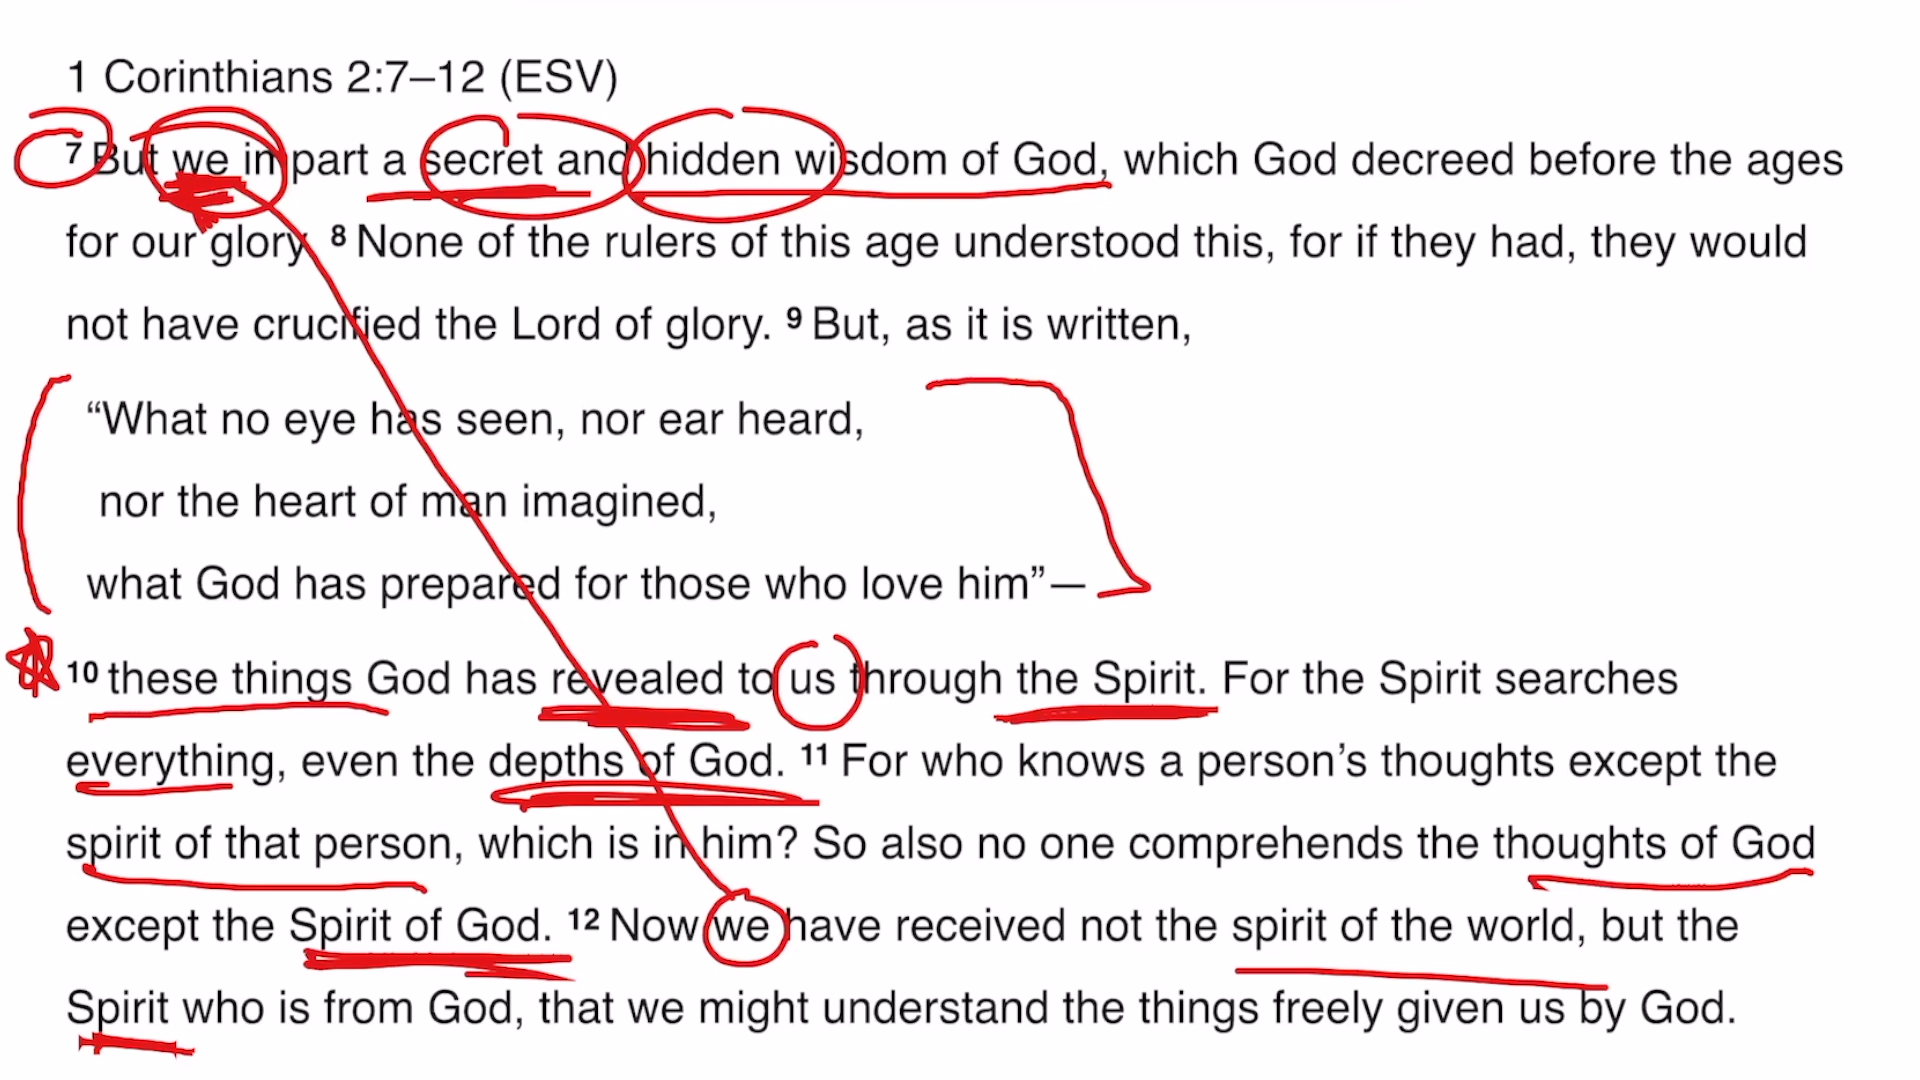 1 Corinthians 2:7–12 (ESV)
7 But we impart a secret and hidden wisdom of God, which God decreed before the ages
for our glory. 8 None of the rulers of this age understood this, for if they had, they would
not have crucified the Lord of glory. 9 But, as it is written,
“What no eye has seen, nor ear heard,
nor the heart of man imagined,
what God has prepared for those who love him”—
10 these things God has revealed to us through the Spirit. For the Spirit searches
everything, even the depths of God. 11 For who knows a person’s thoughts except the
spirit of that person, which is in him? So also no one comprehends the thoughts of God
except the Spirit of God. 12 Now we have received not the spirit of the world, but the
Spirit who is from God, that we might understand the things freely given us by God.